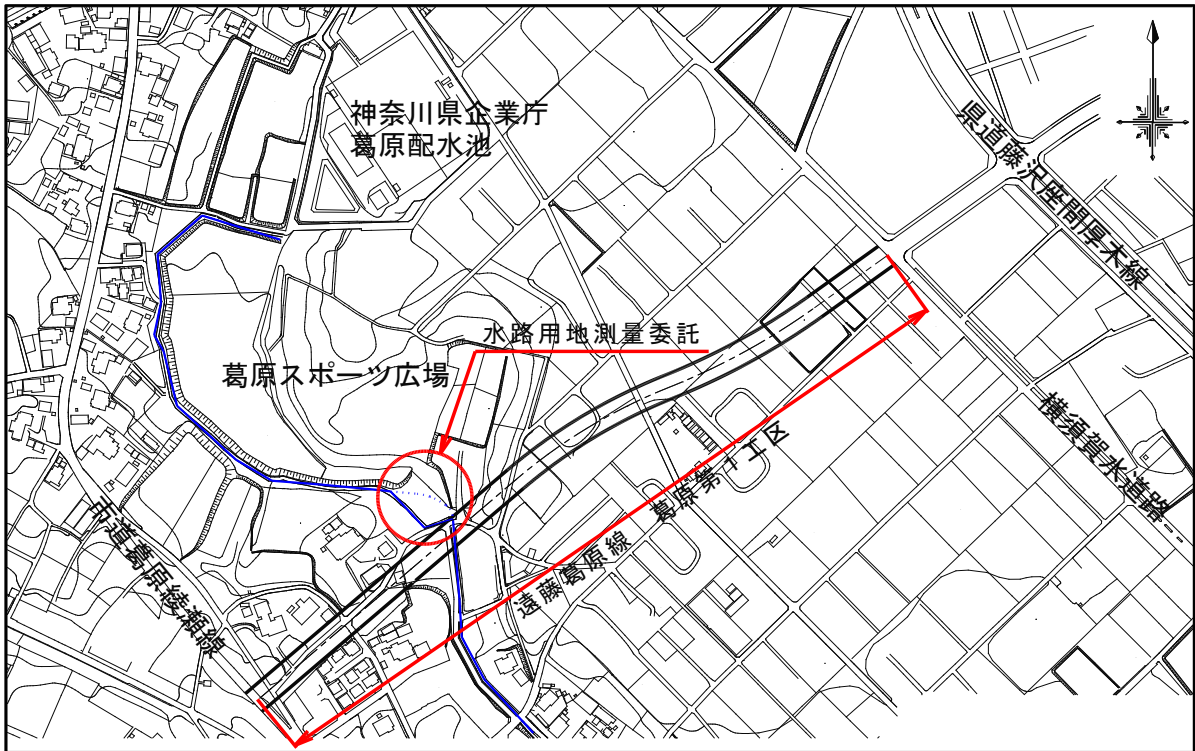 神奈川県企業庁
葛原配水池
県道藤沢座間厚木線
水路用地測量委託
葛原スポーツ広場
横須賀水道路
葛原第十工区
遠藤葛原線
市道葛原綾瀬線